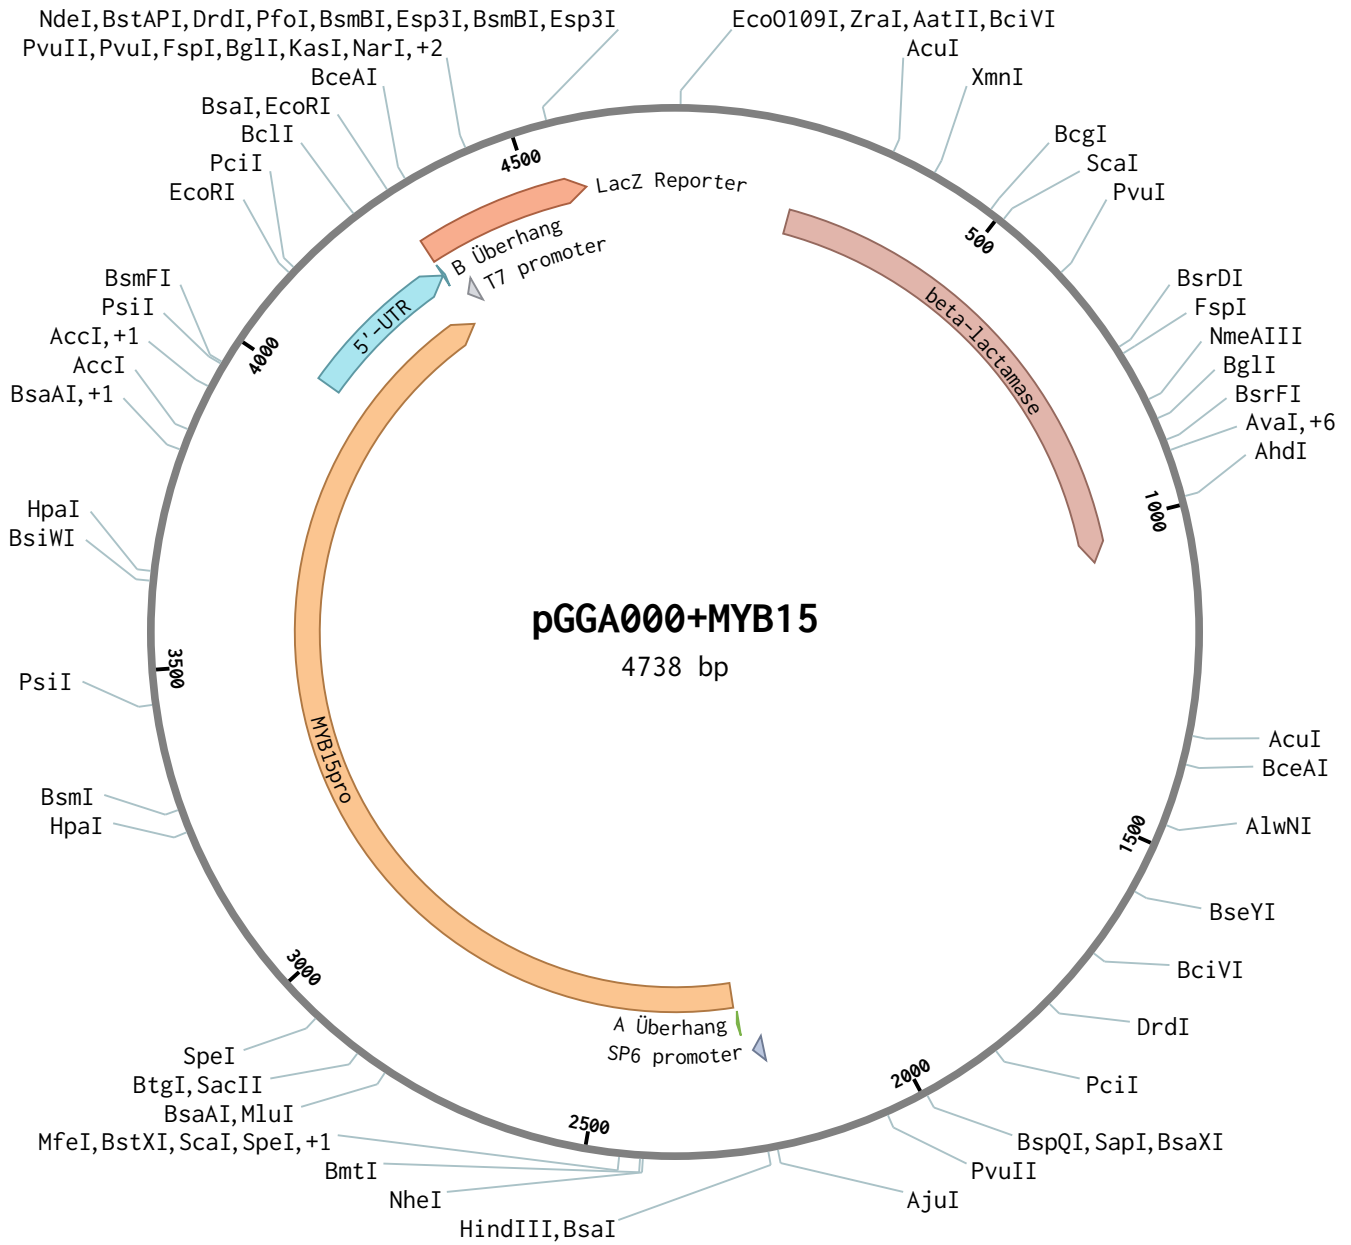 NdeI,BstAPI,DrdI,PfoI,BsmBI,Esp3I,BsmBI,Esp3I
PvuII,PvuI,FspI,BglI,KasI,NarI,+2
BceAI
BsaI,EcoRI
BclI
PciI
EcoRI
BsmFI
PsiI
AccI,+1
AccI
BsaAI,+1
HpaI
BsiWI
PsiI
BsmI
HpaI
SpeI
BtgI,SacII
BsaAI,MluI
MfeI,BstXI,ScaI,SpeI,+1
BmtI
NheI
HindIII,BsaI
EcoO109I,ZraI,AatII,BciVI
AcuI
XmnI
BcgI
ScaI
PvuI
BsrDI
FspI
NmeAIII
BglI
BsrFI
AvaI,+6
AhdI
AcuI
BceAI
AlwNI
BseYI
BciVI
DrdI
PciI
BspQI,SapI,BsaXI
PvuII
AjuI
500
1000
1500
2000
2500
3000
3500
4000
4500
LacZ Reporter
B Überhang
T7 promoter
5'-UTR
beta-lactamase
MYB15pro
A Überhang
SP6 promoter
pGGA000+MYB15
4738 bp